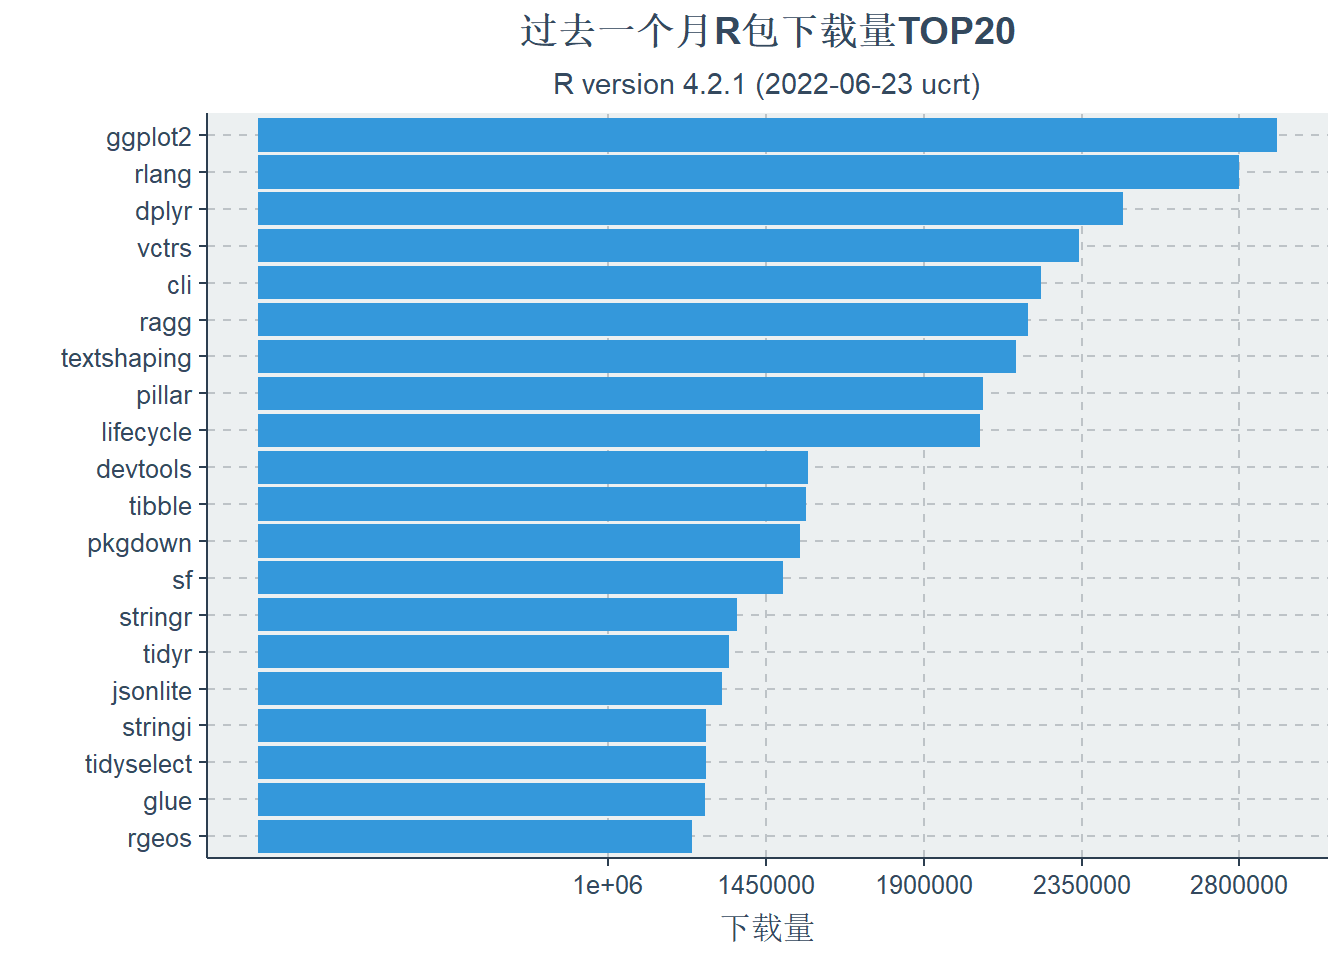 过去一个月R包下载量TOP20
R version 4.2.1 (2022-06-23 ucrt)
ggplot2
rlang
dplyr
vctrs
cli
ragg
textshaping
pillar
lifecycle
devtools
tibble
pkgdown
sf
stringr
tidyr
jsonlite
stringi
tidyselect
glue
rgeos
1e+06 1450000 1900000 2350000 2800000
下载量